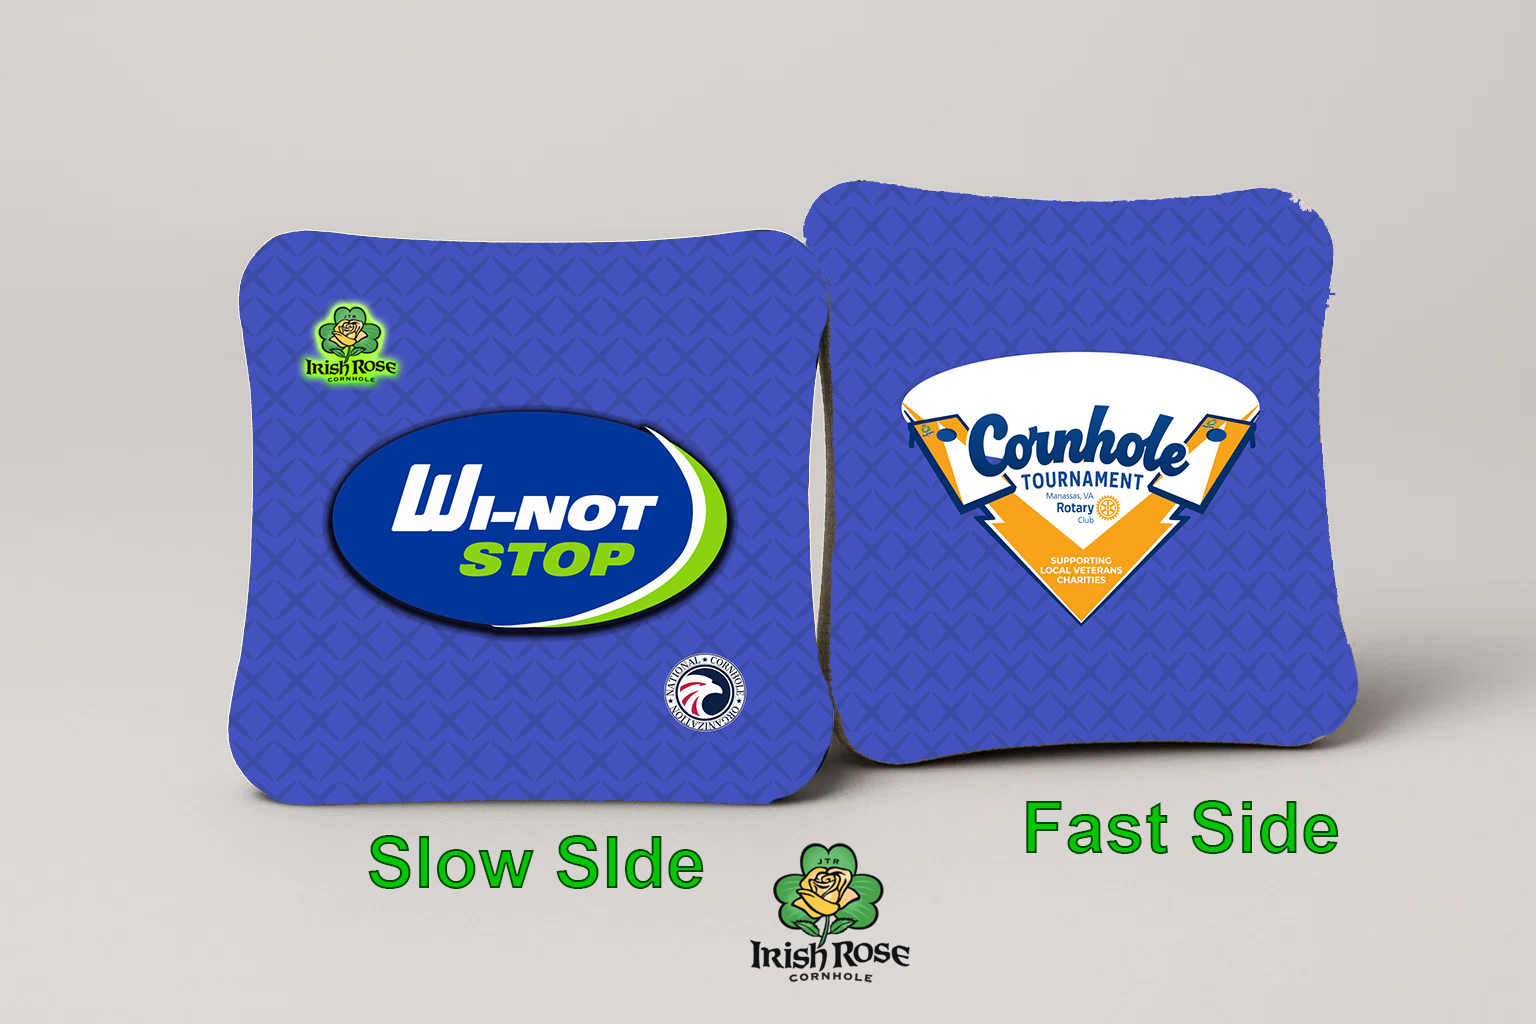 JTR
Irish Rose
CORNHOLE
WI-NOT
STOP
NATIONAL ★ CORNHOLE ★ ORGANIZATION ★
Cornhole
TOURNAMENT
Manassas, VA
Rotary
Club
SUPPORTING
LOCAL VETERANS
CHARITIES
Slow SIde
Fast Side
JTR
Irish Rose
CORNHOLE